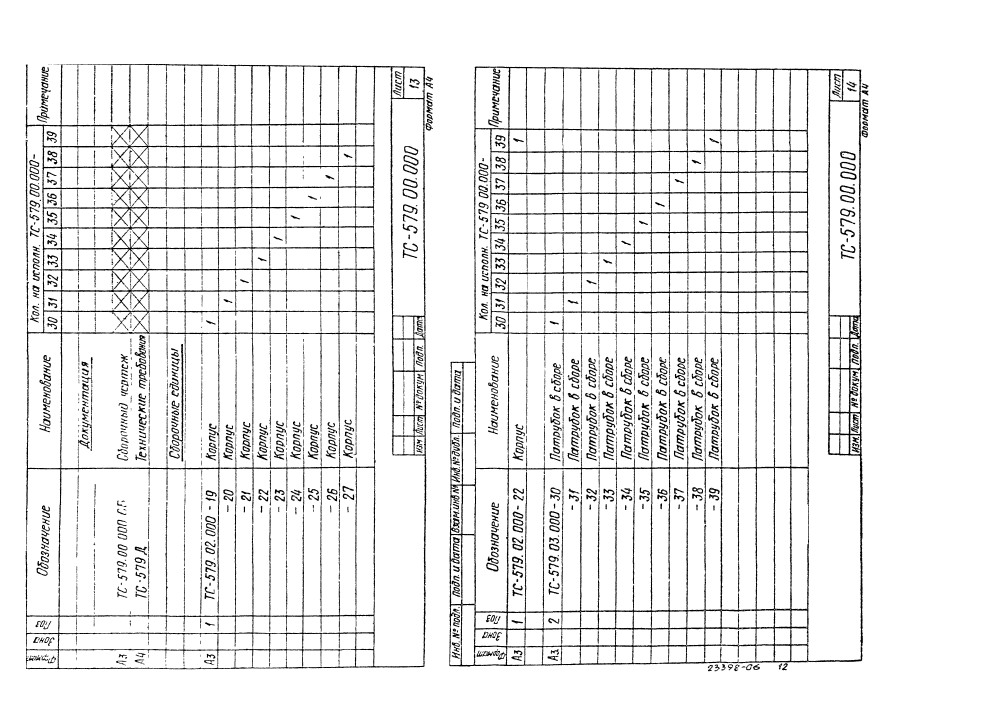 Формат Зона Поз Обозначение Наименование Кол. на исполн. ТС-579.00.000- Примечание
30 31 32 33 34 35 36 37 38 39
Документация
А3 ТС-579.00 000 СБ Сборочный чертеж
А4 ТС-579 Д Технические требования
Сборочные единицы
А3 1 ТС-579.02.000 -19 Корпус 1
-20 Корпус 1
-21 Корпус 1
-22 Корпус 1
-23 Корпус 1
-24 Корпус 1
-25 Корпус 1
-26 Корпус 1
-27 Корпус 1
Изм Лист № докум Подп. Дата
ТС-579.00.000
Лист
13
Формат А4
Инв. № подл. Подп. и дата Взам инв № Инв. № дубл. Подп. и дата
Формат Зона Поз Обозначение Наименование Кол. на исполн. ТС-579 00.000- Примечание
30 31 32 33 34 35 36 37 38 39
А3 1 ТС-579.02.000-22 Корпус 1
А3 2 ТС-579.03.000-30 Патрубок в сборе 1
-31 Патрубок в сборе 1
-32 Патрубок в сборе 1
-33 Патрубок в сборе 1
-34 Патрубок в сборе 1
-35 Патрубок в сборе 1
-36 Патрубок в сборе 1
-37 Патрубок в сборе 1
-38 Патрубок в сборе 1
-39 Патрубок в сборе 1
Изм Лист № докум Подп. Дата
ТС-579.00.000
Лист
14
Формат А4
23398-06 12